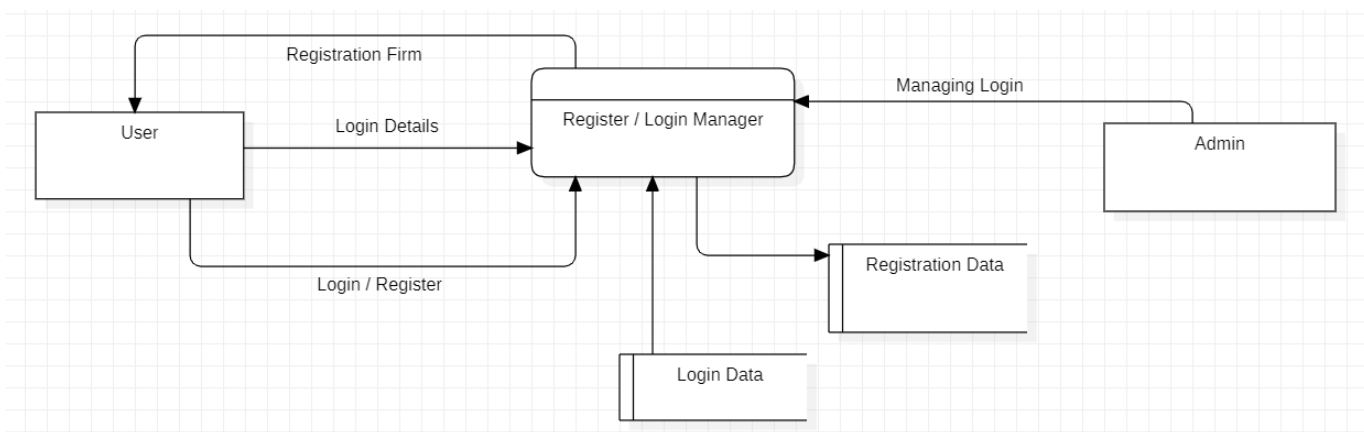 Registration Firm
Managing Login
Register / Login Manager
User
Login Details
Admin
Login / Register
Registration Data
Login Data